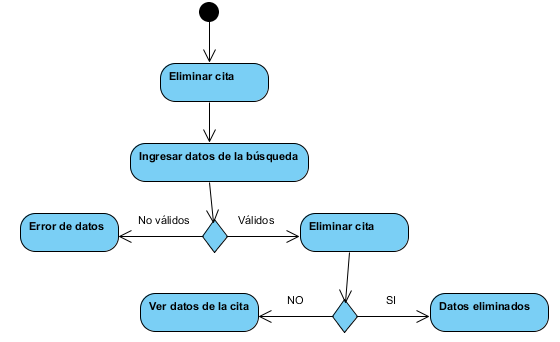 Eliminar cita
Ingresar datos de la búsqueda
No válidos
Válidos
Error de datos
Eliminar cita
NO
SI
Ver datos de la cita
Datos eliminados